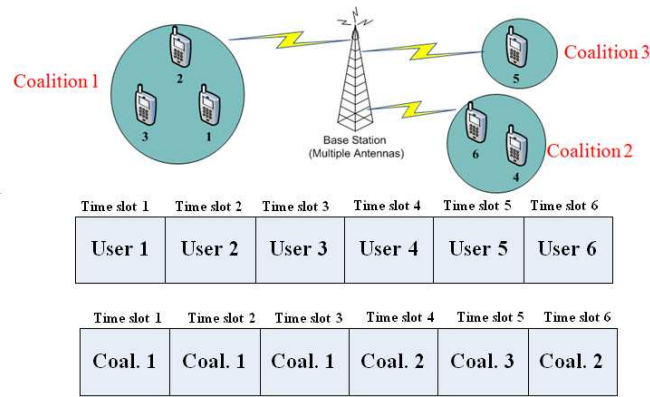 Coalition 1
2
3
1
Base Station
(Multiple Antennas)
5
Coalition 3
6
4
Coalition 2
Time slot 1 Time slot 2 Time slot 3 Time slot 4 Time slot 5 Time slot 6
User 1 User 2 User 3 User 4 User 5 User 6
Time slot 1 Time slot 2 Time slot 3 Time slot 4 Time slot 5 Time slot 6
Coal. 1 Coal. 1 Coal. 1 Coal. 2 Coal. 3 Coal. 2